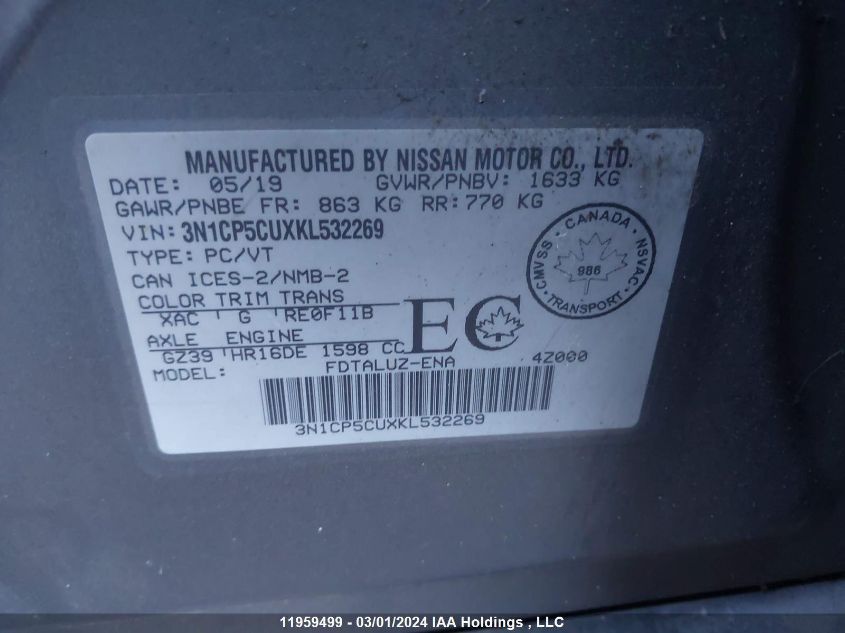 MANUFACTURED BY NISSAN MOTOR CO., LTD.
DATE: 05/19 GVWR/PNBV: 1633 KG
GAWR/PNBE FR: 863 KG RR:770 KG
VIN: 3N1CP5CUXKL532269
TYPE: PC/VT
CAN ICES-2/NMB-2
COLOR TRIM TRANS
XAC G RE0F11B
AXLE ENGINE
GZ39 HR16DE 1598 CC
MODEL: FDTALUZ-ENA 4Z000
EC
CANADA
CMVSS 986 NSVAC
TRANSPORT
3N1CP5CUXKL532269
11959499 - 03/01/2024 IAA Holdings , LLC